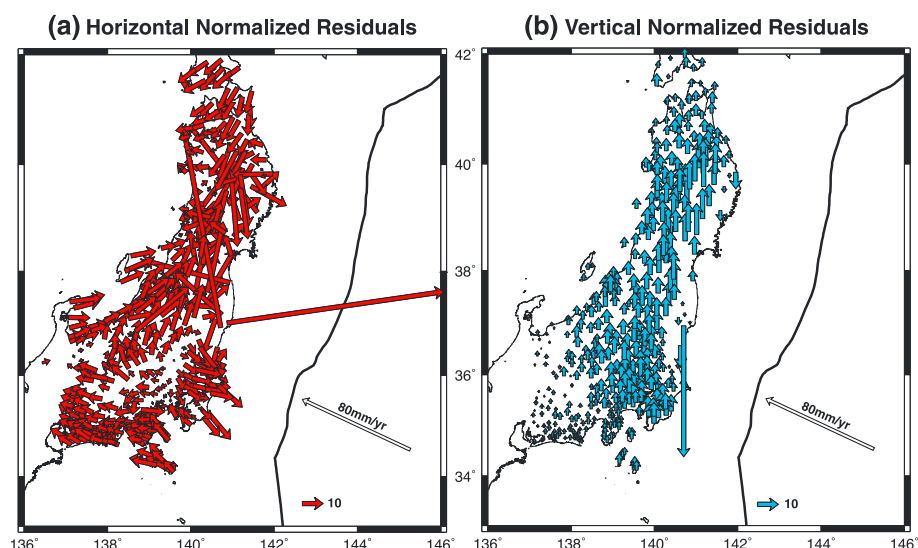 (a) Horizontal Normalized Residuals
(b) Vertical Normalized Residuals
42˚
40˚
38˚
36˚
34˚
80mm/yr
80mm/yr
10
10
136˚ 138˚ 140˚ 142˚ 144˚ 146˚
136˚ 138˚ 140˚ 142˚ 144˚ 146˚